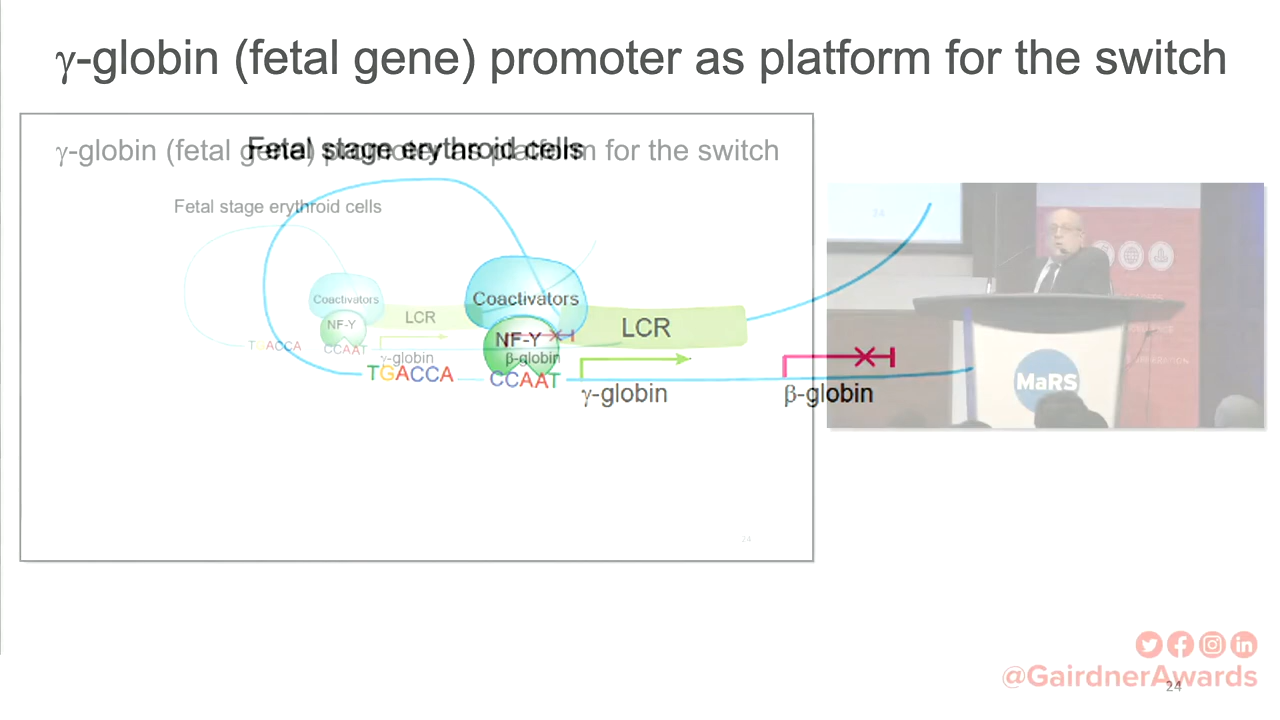 γ-globin (fetal gene) promoter as platform for the switch
γ-globin (fetal gene) promoter as platform for the switch
Fetal stage erythroid cells
Fetal stage erythroid cells
Coactivators
NF-Y
LCR
TGACCA
CCAAT
γ-globin
β-globin
24
Coactivators
NF-Y
LCR
TGACCA
CCAAT
γ-globin
β-globin
24
MaRS
@GairdnerAwards
24